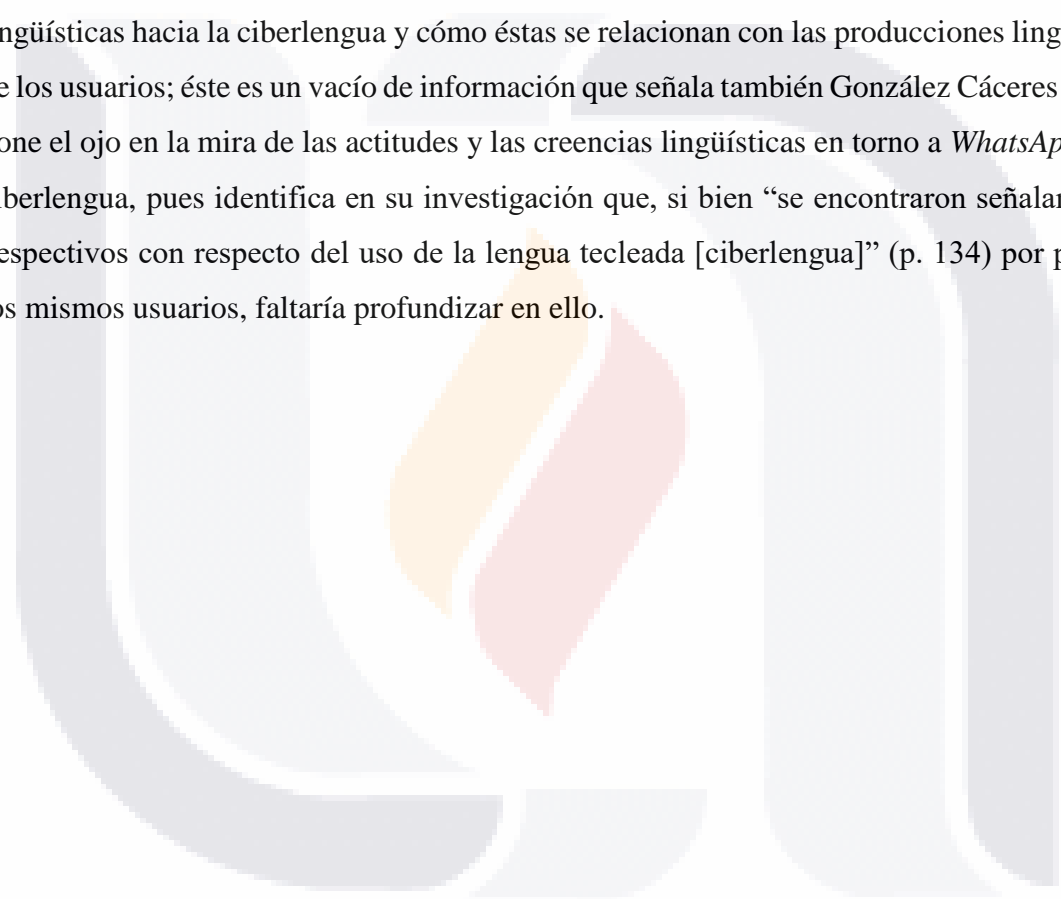 ngüísticas hacia la ciberlengua y cómo éstas se relacionan con las producciones ling
e los usuarios; éste es un vacío de información que señala también González Cáceres
one el ojo en la mira de las actitudes y las creencias lingüísticas en torno a WhatsAp
iberlengua, pues identifica en su investigación que, si bien “se encontraron señalar
espectivos con respecto del uso de la lengua tecleada [ciberlengua]” (p. 134) por p
os mismos usuarios, faltaría profundizar en ello.